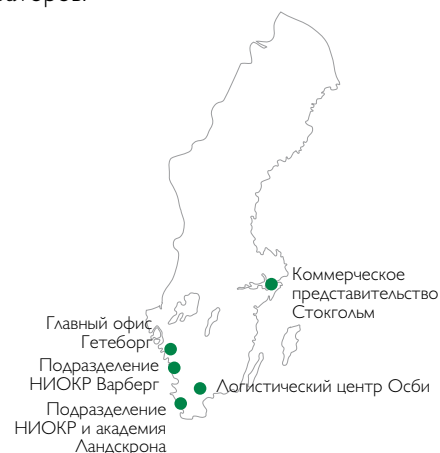 Коммерческое
представительство
Стокгольм
Главный офис
Гетеборг
Подразделение
НИОКР Варберг
Логистический центр Осби
Подразделение
НИОКР и академия
Ландскрона